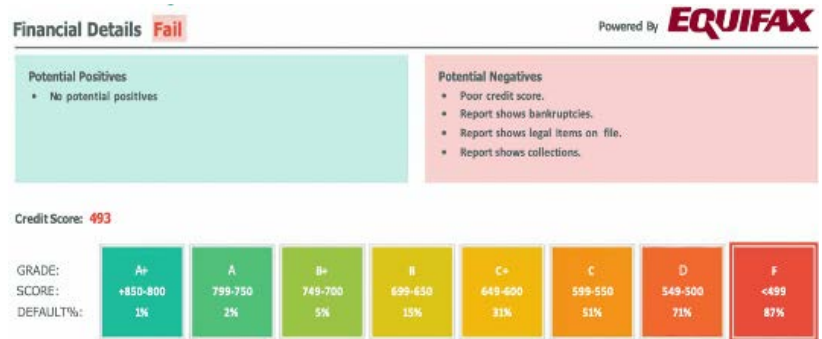 Financial Details Fail
Powered By EQUIFAX
Potential Positives
• No potential positives
Potential Negatives
• Poor credit score.
• Report shows bankruptcies.
• Report shows legal items on file.
• Report shows collections.
Credit Score: 493
GRADE: A+ A B+ B C+ C D F
SCORE: +850-800 799-750 749-700 699-650 649-600 599-550 549-500 <499
DEFAULT%: 1% 2% 5% 15% 31% 51% 71% 87%